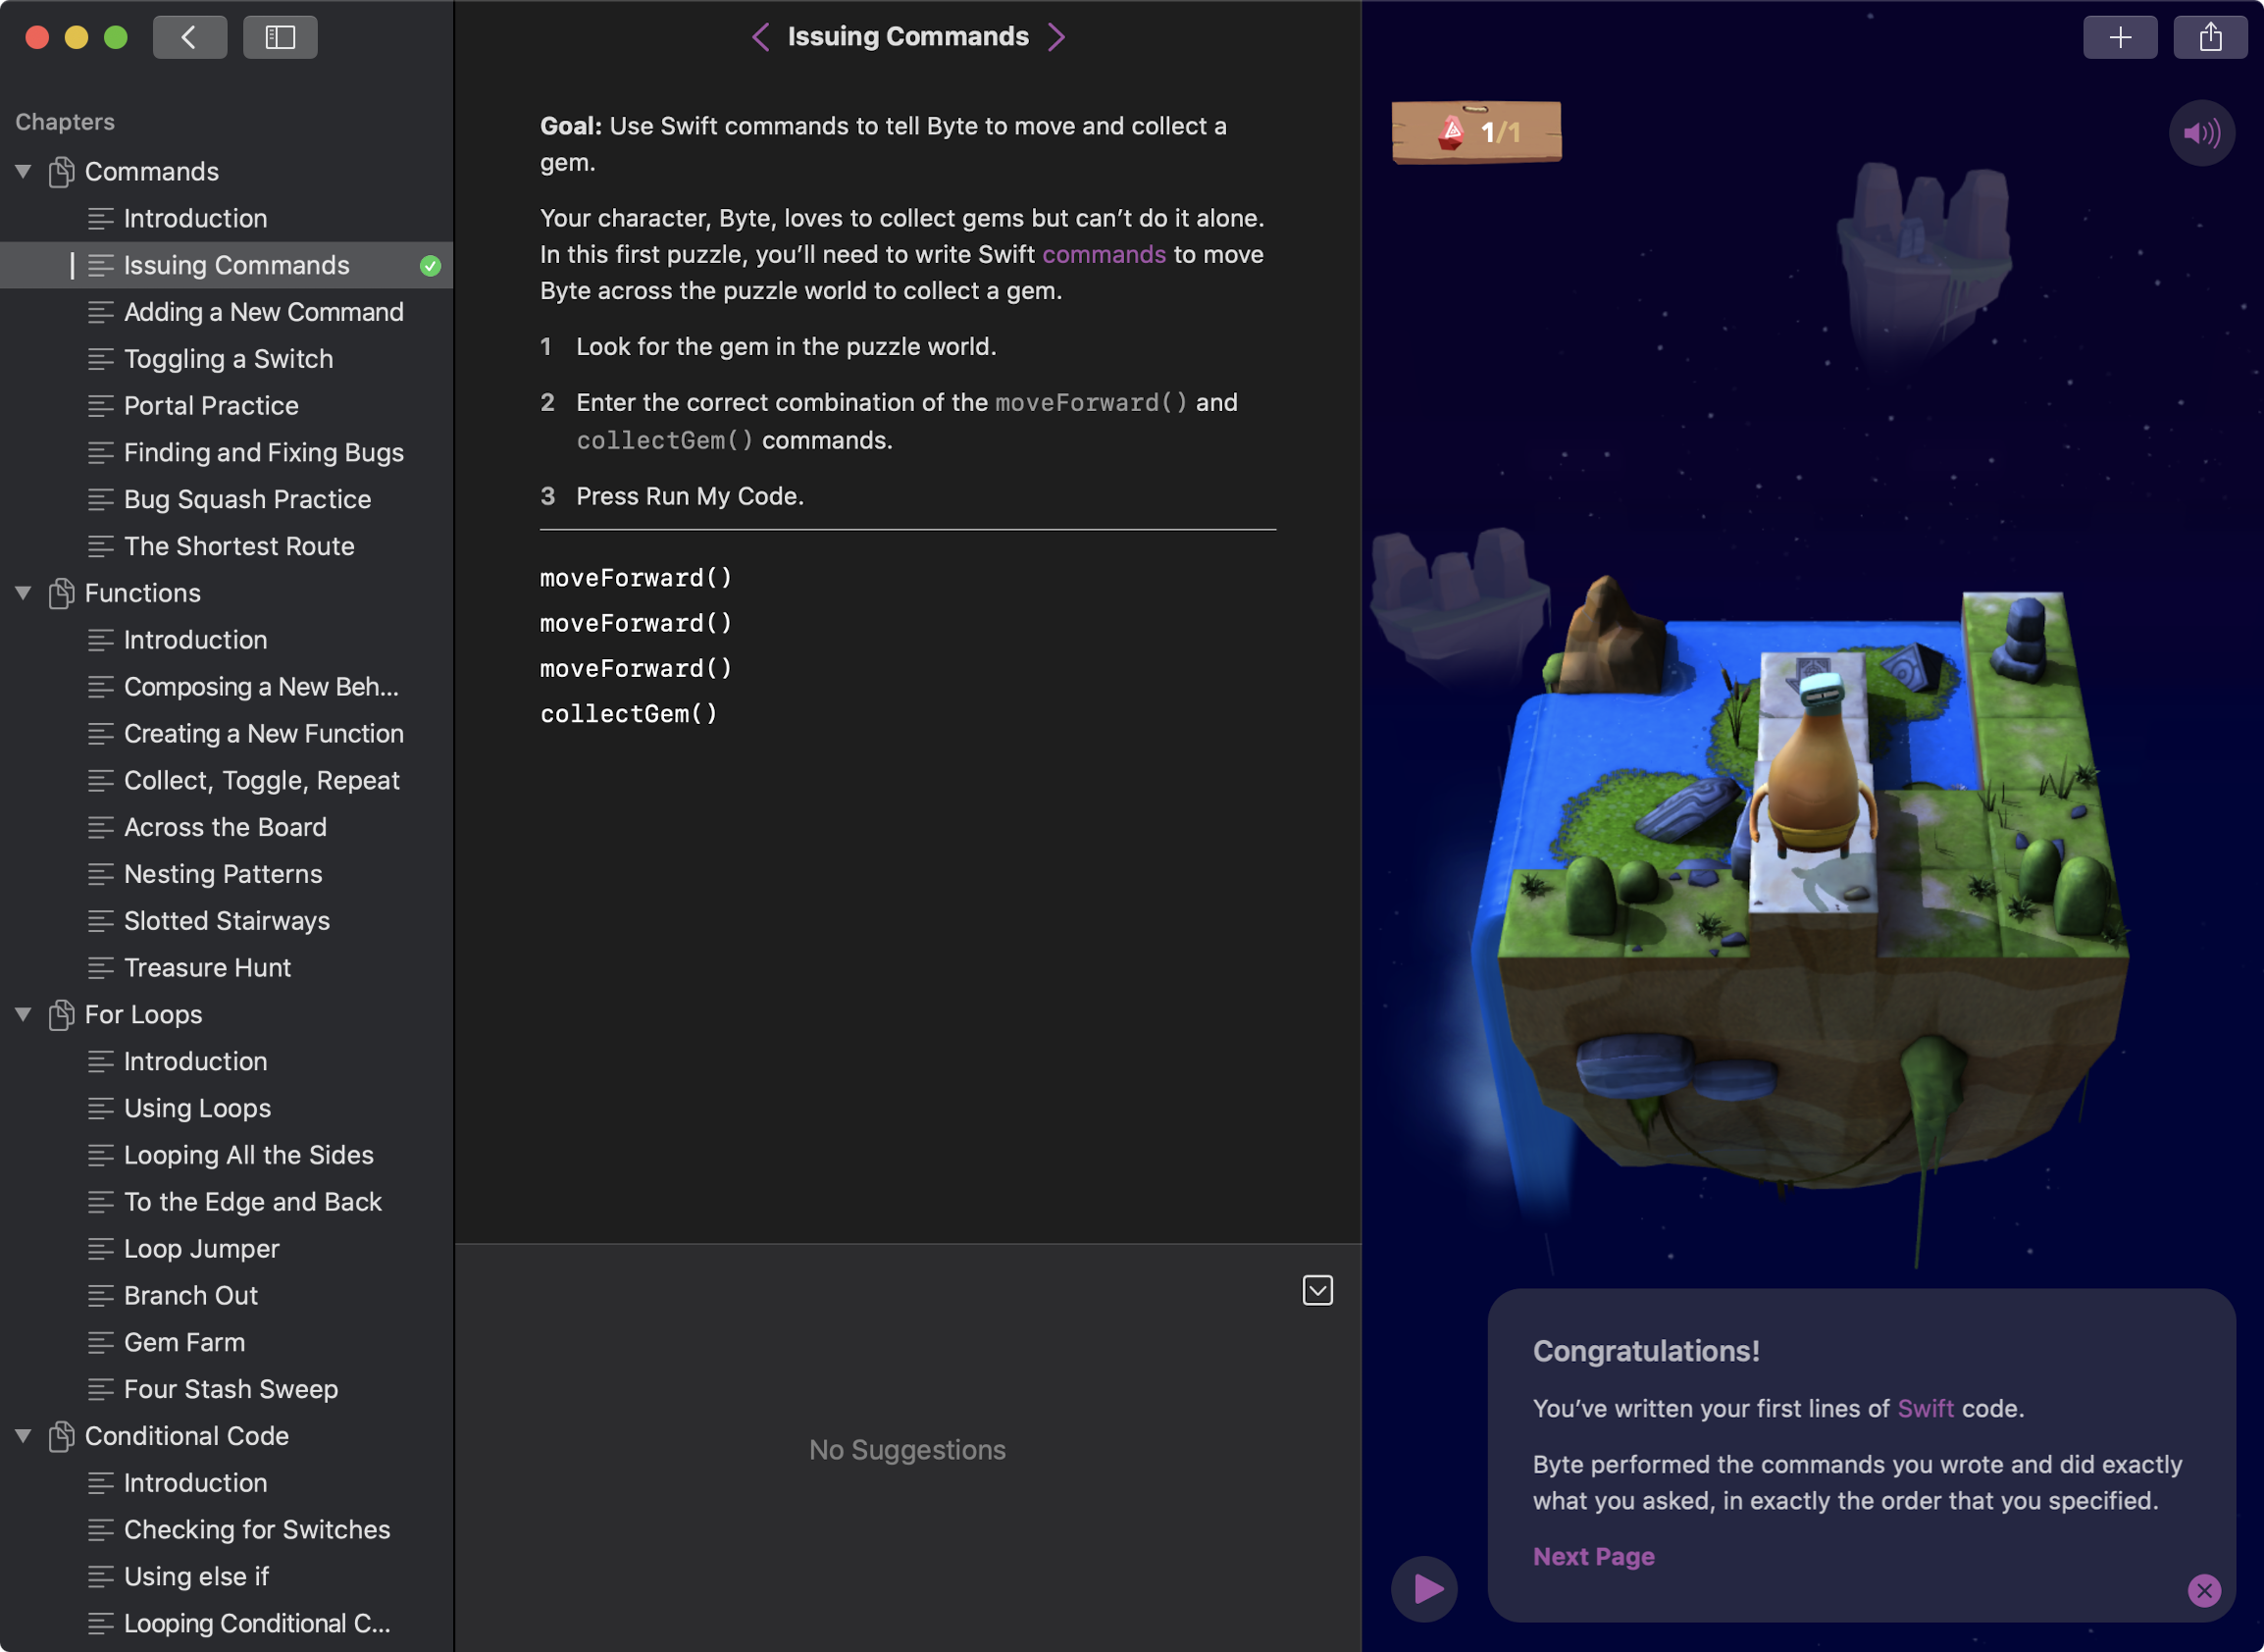 Chapters
Commands
Introduction
Issuing Commands
Adding a New Command
Toggling a Switch
Portal Practice
Finding and Fixing Bugs
Bug Squash Practice
The Shortest Route
Functions
Introduction
Composing a New Beh...
Creating a New Function
Collect, Toggle, Repeat
Across the Board
Nesting Patterns
Slotted Stairways
Treasure Hunt
For Loops
Introduction
Using Loops
Looping All the Sides
To the Edge and Back
Loop Jumper
Branch Out
Gem Farm
Four Stash Sweep
Conditional Code
Introduction
Checking for Switches
Using else if
Looping Conditional C...
Issuing Commands
Goal: Use Swift commands to tell Byte to move and collect a
gem.
Your character, Byte, loves to collect gems but can’t do it alone.
In this first puzzle, you’ll need to write Swift commands to move
Byte across the puzzle world to collect a gem.
1 Look for the gem in the puzzle world.
2 Enter the correct combination of the moveForward() and
collectGem() commands.
3 Press Run My Code.
moveForward()
moveForward()
moveForward()
collectGem()
No Suggestions
1/1
Congratulations!
You’ve written your first lines of Swift code.
Byte performed the commands you wrote and did exactly
what you asked, in exactly the order that you specified.
Next Page